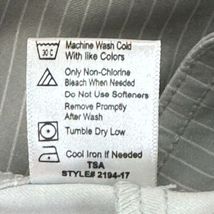 Machine Wash Cold
30 C
With like Colors
Only Non-Chlorine
Bleach When Needed
Do Not Use Softeners
Remove Promptly
After Wash
Tumble Dry Low
Cool Iron If Needed
TSA
STYLE# 2194-17